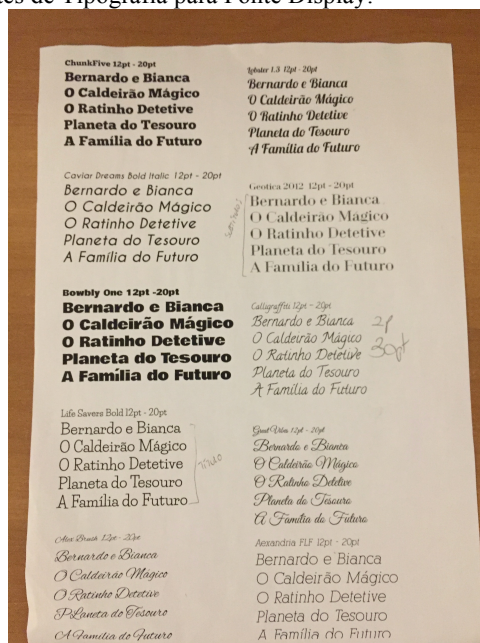 de Tipografia para Fonte Display:
ChunkFive 12pt - 20pt
Bernardo e Bianca
O Caldeirão Mágico
O Ratinho Detetive
Planeta do Tesouro
A Família do Futuro
Lobster 1.3 12pt - 20pt
Bernardo e Bianca
O Caldeirão Mágico
O Ratinho Detetive
Planeta do Tesouro
A Família do Futuro
Caviar Dreams Bold Italic 12pt - 20pt
Bernardo e Bianca
O Caldeirão Mágico
O Ratinho Detetive
Planeta do Tesouro
A Família do Futuro
Geotica 2012 12pt - 20pt
Bernardo e Bianca
O Caldeirão Mágico
O Ratinho Detetive
Planeta do Tesouro
A Família do Futuro
Bowbly One 12pt -20pt
Bernardo e Bianca
O Caldeirão Mágico
O Ratinho Detetive
Planeta do Tesouro
A Família do Futuro
Calligraffiti 12pt - 20pt
Bernardo e Bianca
O Caldeirão Mágico
O Ratinho Detetive
Planeta do Tesouro
A Família do Futuro
30pt
Life Savers Bold 12pt - 20pt
Bernardo e Bianca
O Caldeirão Mágico
O Ratinho Detetive
Planeta do Tesouro
A Família do Futuro
Great Vibes 12pt - 20pt
Bernardo e Bianca
O Caldeirão Mágico
O Ratinho Detetive
Planeta do Tesouro
A Família do Futuro
Alex Brush 12pt - 20pt
Bernardo e Bianca
O Caldeirão Mágico
O Ratinho Detetive
PLaneta do Tesouro
A Família do Futuro
Aexandria FLF 12pt - 20pt
Bernardo e Bianca
O Caldeirão Mágico
O Ratinho Detetive
Planeta do Tesouro
A Família do Futuro